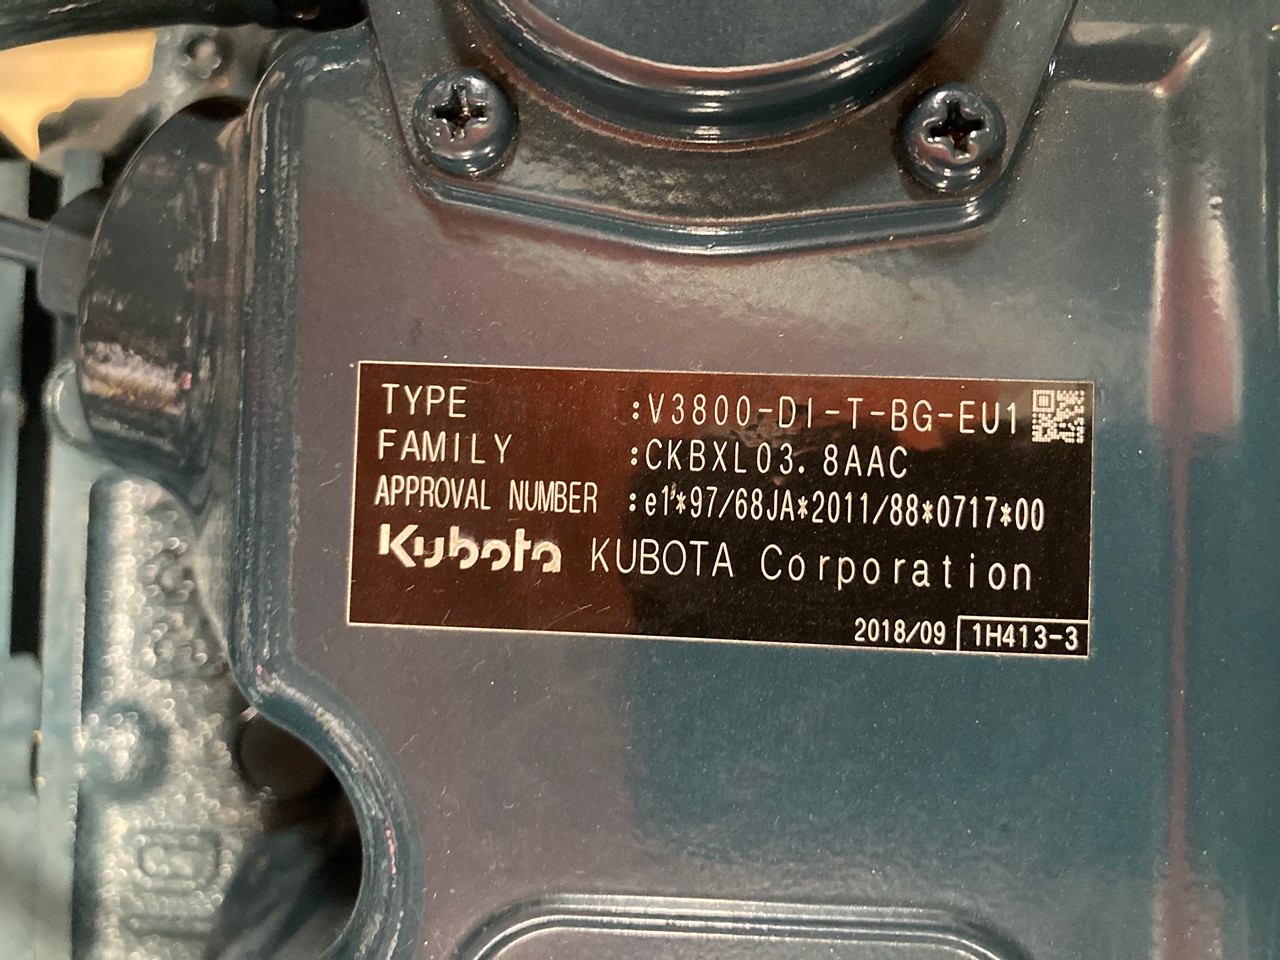 TYPE :V3800-DI-T-BG-EU1
FAMILY :CKBXL03.8AAC
APPROVAL NUMBER :e1*97/68JA*2011/88*0717*00
Kubota KUBOTA Corporation
2018/09 1H413-3